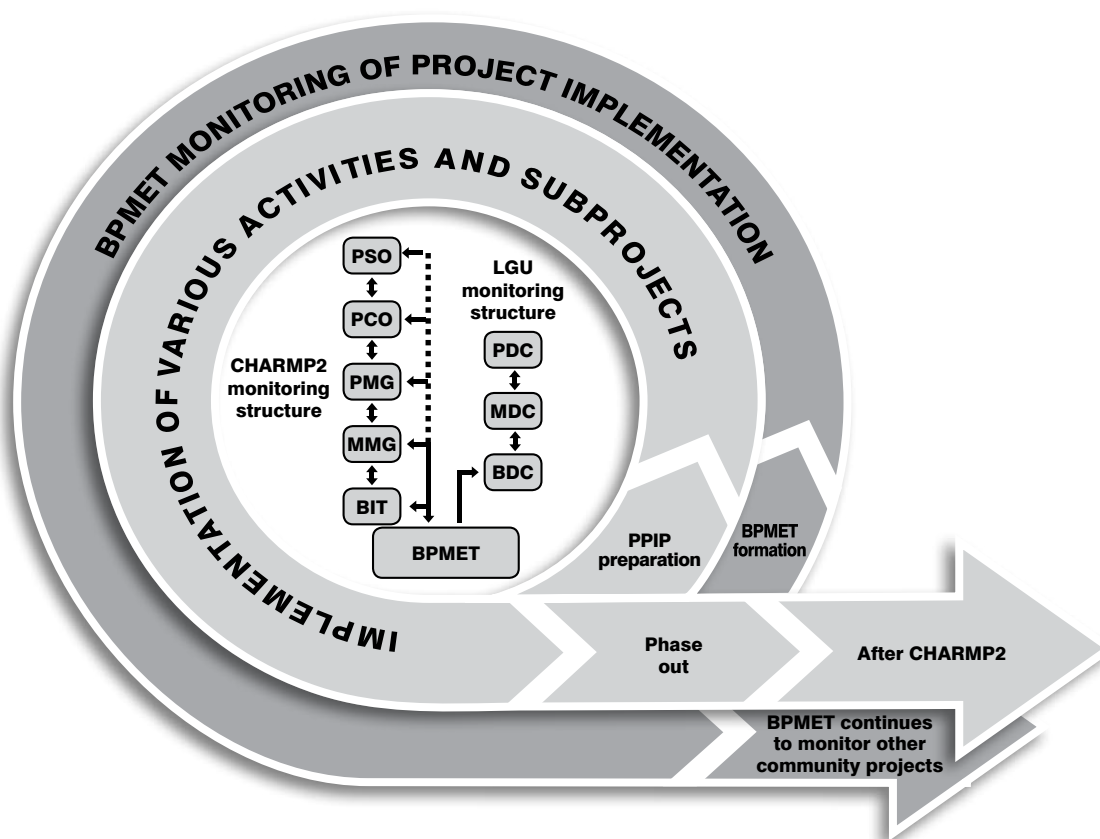 BPMET MONITORING OF PROJECT IMPLEMENTATION
IMPLEMENTATION OF VARIOUS ACTIVITIES AND SUBPROJECTS
CHARMP2
monitoring
structure
PSO
PCO
PMG
MMG
BIT
LGU
monitoring
structure
PDC
MDC
BDC
BPMET
PPIP
preparation
BPMET
formation
Phase
out
After CHARMP2
BPMET continues
to monitor other
community projects